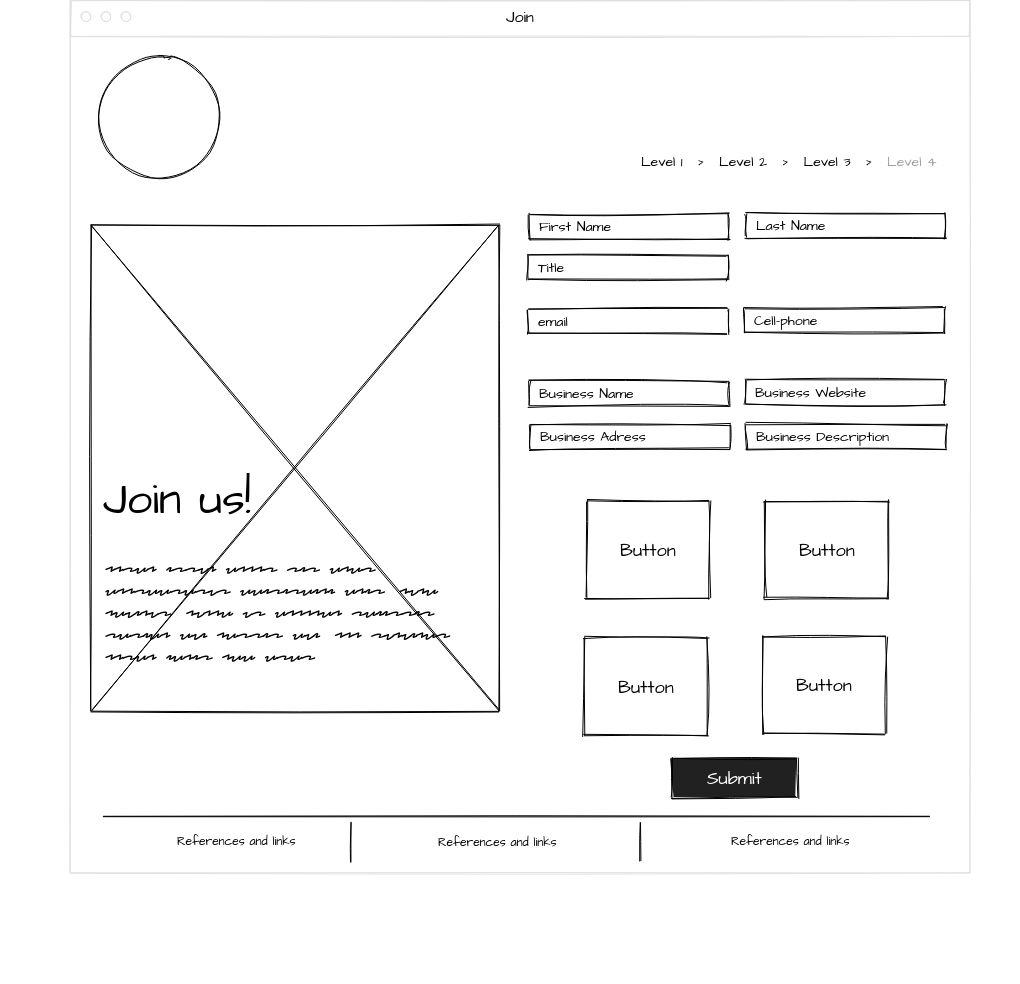 Join
Level 1 > Level 2 > Level 3 > Level 4
First Name
Last Name
Title
email
Cell-phone
Business Name
Business Website
Business Adress
Business Description
Join us!
Button
Button
Button
Button
Submit
References and links
References and links
References and links